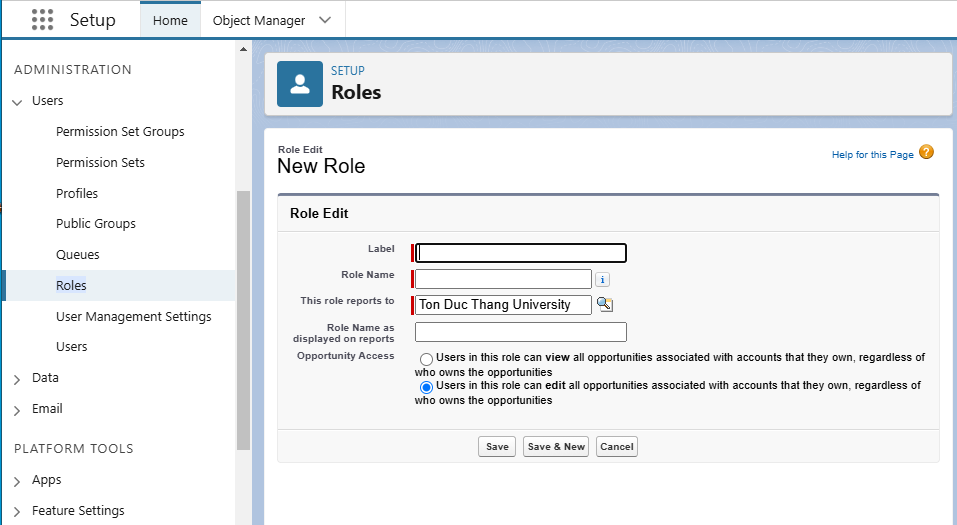 Setup
Home
Object Manager
ADMINISTRATION
Users
Permission Set Groups
Permission Sets
Profiles
Public Groups
Queues
Roles
User Management Settings
Users
Data
Email
PLATFORM TOOLS
Apps
Feature Settings
SETUP
Roles
Role Edit
New Role
Help for this Page ?
Role Edit
Label
Role Name
i
This role reports to
Ton Duc Thang University
Role Name as
displayed on reports
Opportunity Access
Users in this role can view all opportunities associated with accounts that they own, regardless of
who owns the opportunities
Users in this role can edit all opportunities associated with accounts that they own, regardless of
who owns the opportunities
Save
Save & New
Cancel